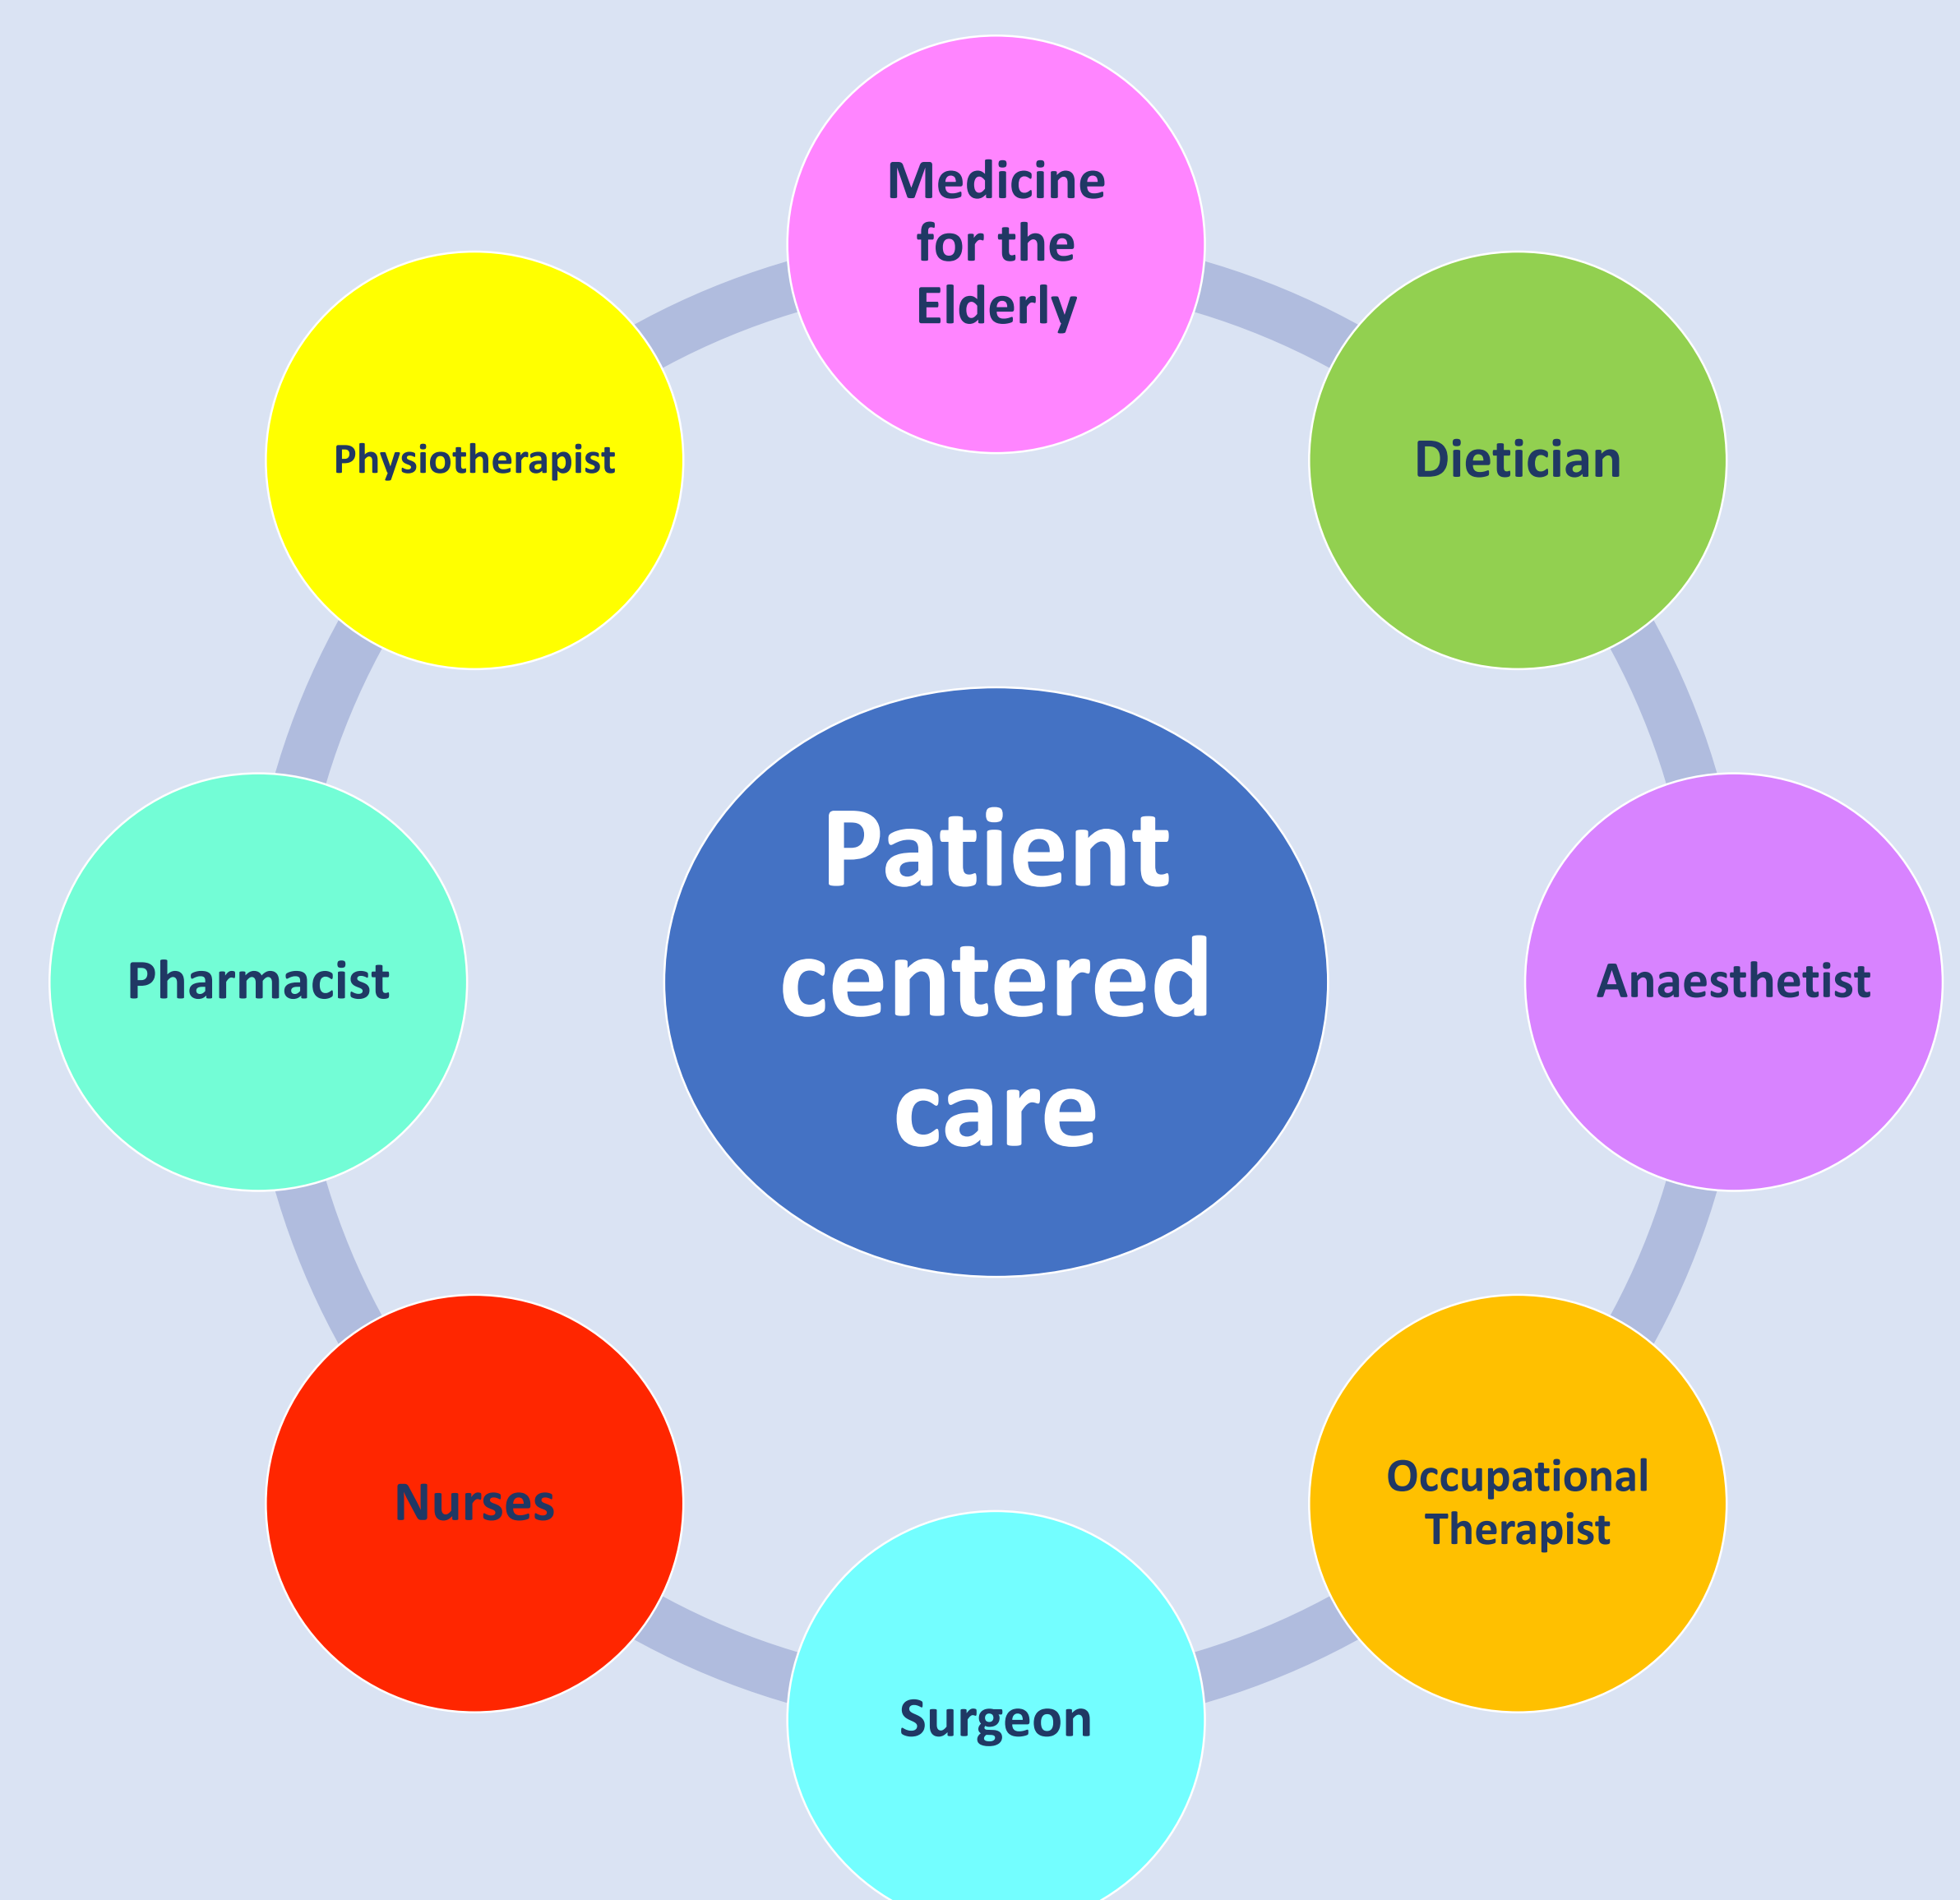 Medicine
for the
Elderly
Physiotherapist
Dietician
Patient
centered
care
Pharmacist
Anaesthetist
Nurses
Occupational
Therapist
Surgeon